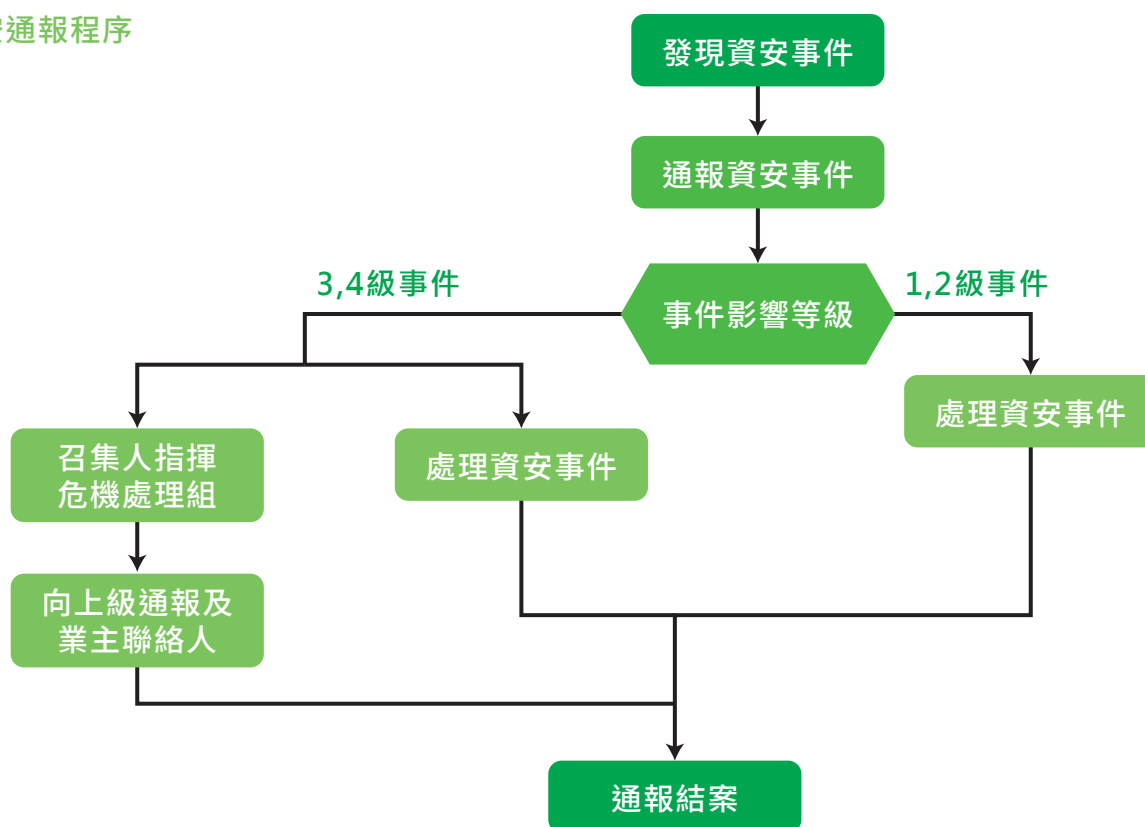 通報程序
發現資安事件
通報資安事件
3,4級事件
事件影響等級
1,2級事件
處理資安事件
召集人指揮
危機處理組
處理資安事件
向上級通報及
業主聯絡人
通報結案